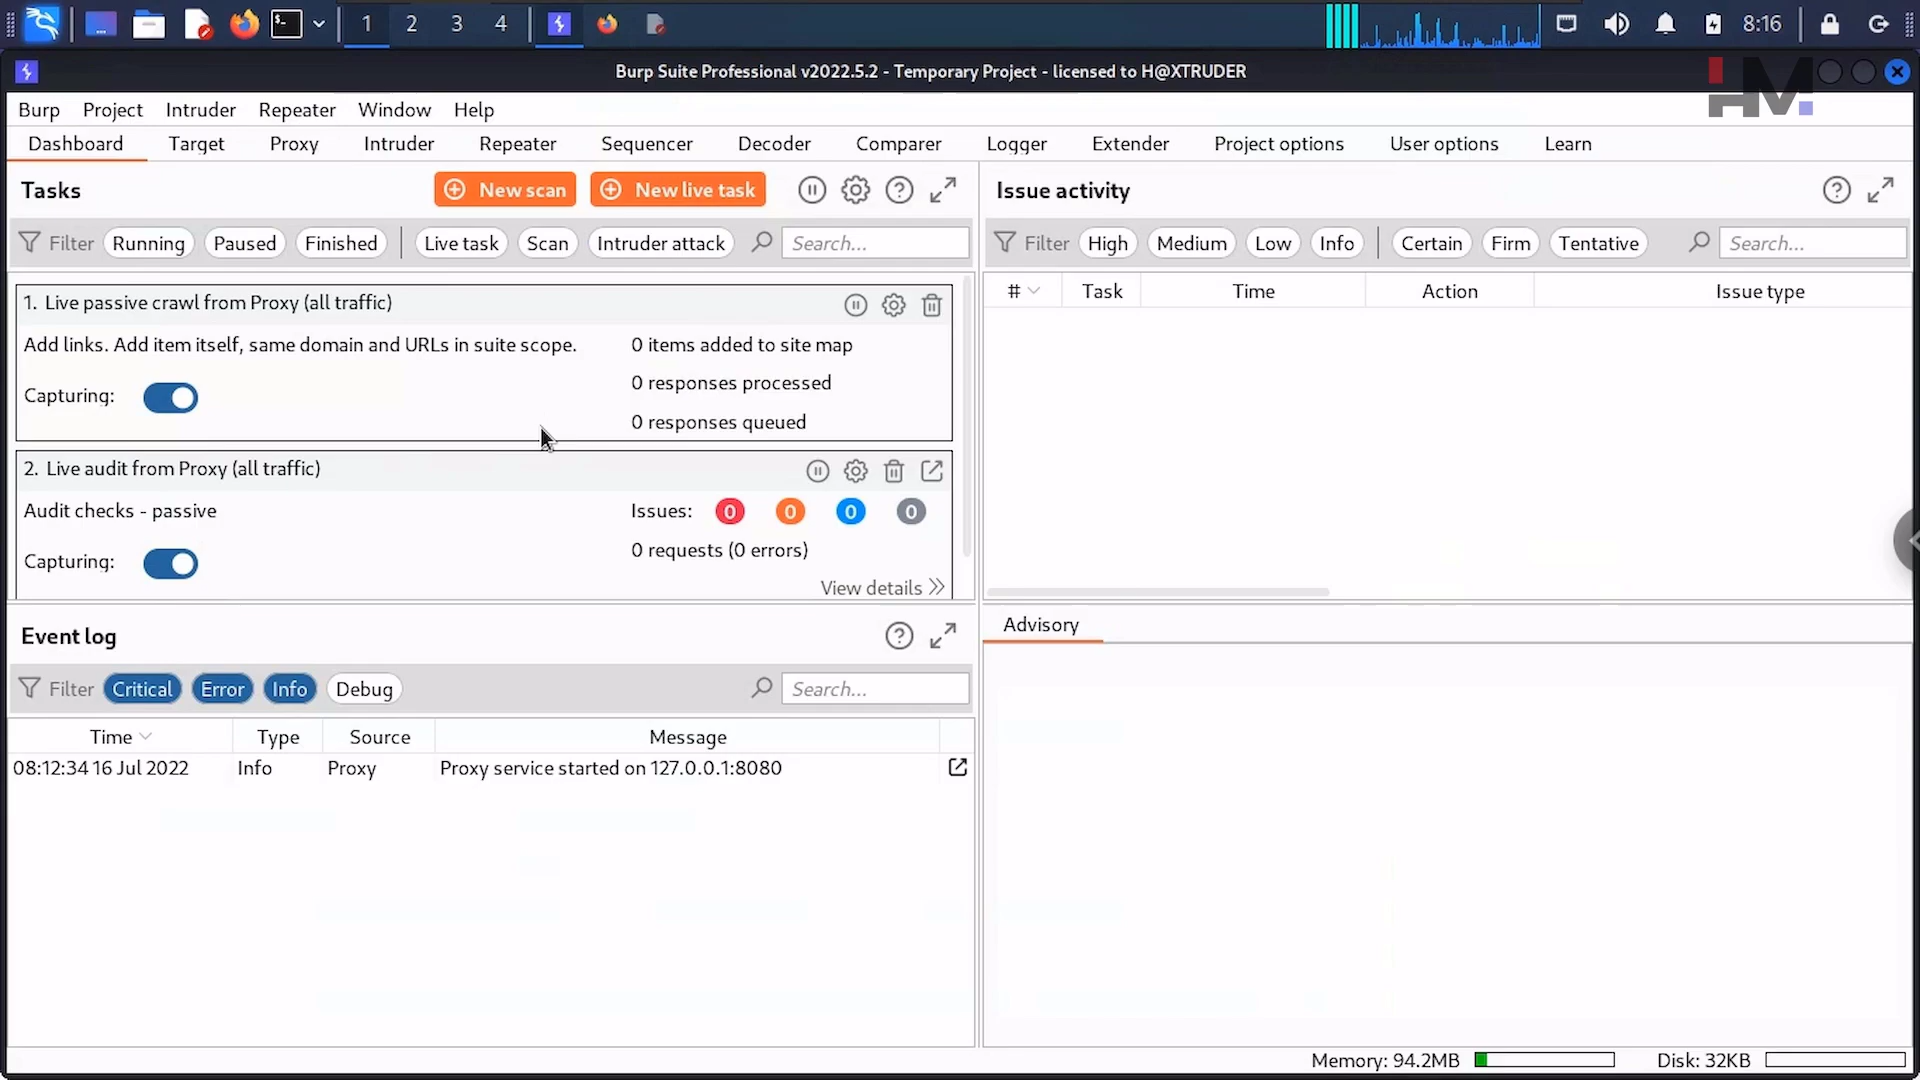 1 2 3 4 8:16
Burp Suite Professional v2022.5.2 - Temporary Project - licensed to H@XTRUDER
HM.
Burp Project Intruder Repeater Window Help
Dashboard Target Proxy Intruder Repeater Sequencer Decoder Comparer Logger Extender Project options User options Learn
Tasks New scan New live task
Filter Running Paused Finished Live task Scan Intruder attack Search...
1. Live passive crawl from Proxy (all traffic)
Add links. Add item itself, same domain and URLs in suite scope.
0 items added to site map
0 responses processed
Capturing:
0 responses queued
2. Live audit from Proxy (all traffic)
Audit checks - passive
Issues: 0 0 0 0
0 requests (0 errors)
Capturing:
View details
Event log
Filter Critical Error Info Debug Search...
Time Type Source Message
08:12:34 16 Jul 2022 Info Proxy Proxy service started on 127.0.0.1:8080
Issue activity
Filter High Medium Low Info Certain Firm Tentative Search...
# Task Time Action Issue type
Advisory
Memory: 94.2MB Disk: 32KB